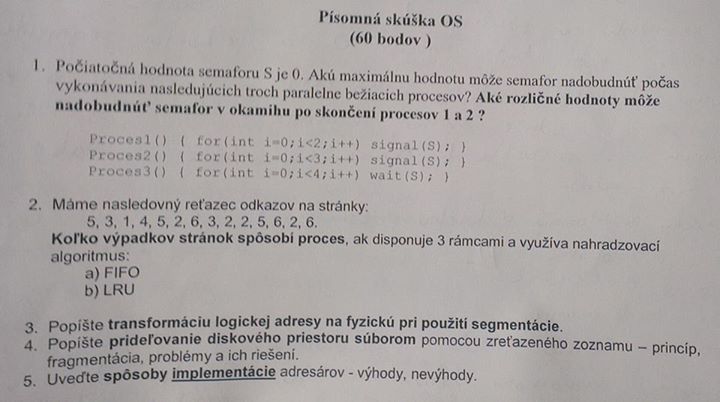 Písomná skúška OS
(60 bodov )
1. Počiatočná hodnota semaforu S je 0. Akú maximálnu hodnotu môže semafor nadobudnúť počas
vykonávania nasledujúcich troch paralelne bežiacich procesov? Aké rozličné hodnoty môže
nadobudnúť semafor v okamihu po skončení procesov 1 a 2 ?
Proces1() { for(int i=0;i<2;i++) signal(S); }
Proces2() { for(int i=0;i<3;i++) signal(S); }
Proces3() { for(int i=0;i<4;i++) wait(S); }
2. Máme nasledovný reťazec odkazov na stránky:
5, 3, 1, 4, 5, 2, 6, 3, 2, 2, 5, 6, 2, 6.
Koľko výpadkov stránok spôsobí proces, ak disponuje 3 rámcami a využíva nahradzovací
algoritmus:
a) FIFO
b) LRU
3. Popíšte transformáciu logickej adresy na fyzickú pri použití segmentácie.
4. Popíšte prideľovanie diskového priestoru súborom pomocou zreťazeného zoznamu – princíp,
fragmentácia, problémy a ich riešení.
5. Uveďte spôsoby implementácie adresárov - výhody, nevýhody.